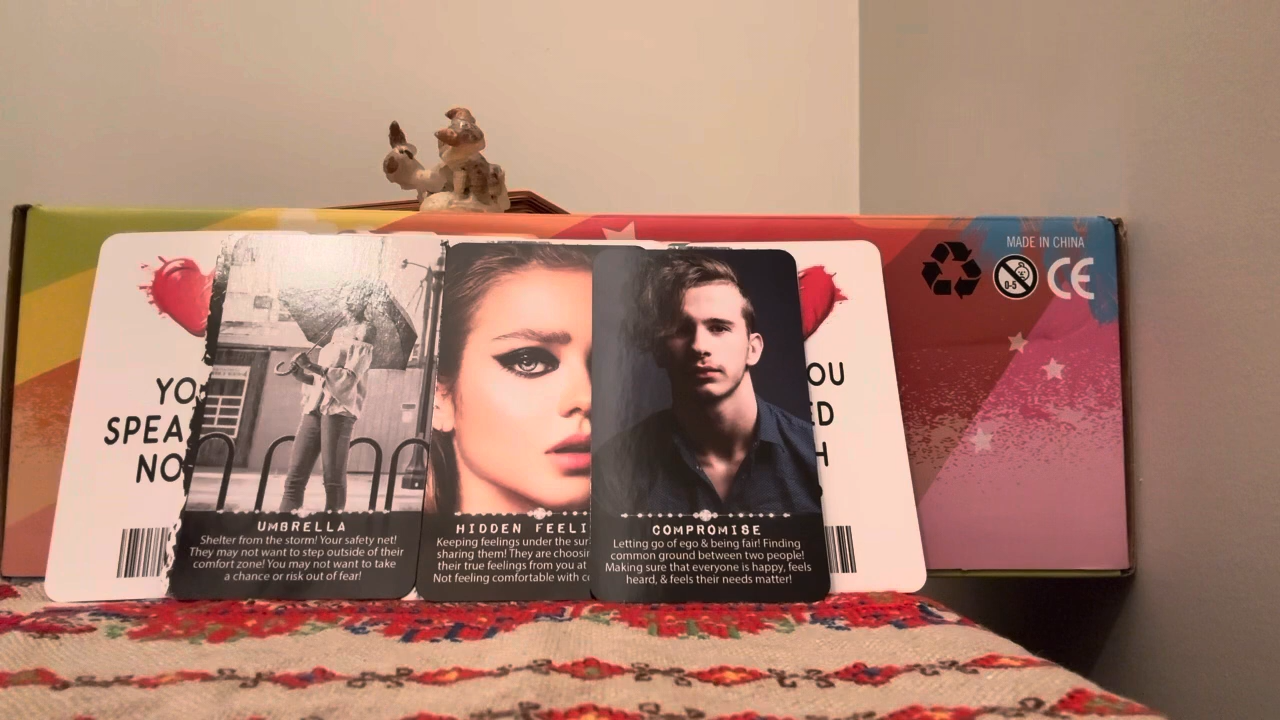 MADE IN CHINA
0-5
CE
YO
SPEA
NO
OU
ED
H
UMBRELLA
Shelter from the storm! Your safety net!
They may not want to step outside of their
comfort zone! You may not want to take
a chance or risk out of fear!
HIDDEN FEELI
Keeping feelings under the sur
sharing them! They are choosin
their true feelings from you at
Not feeling comfortable with c
COMPROMISE
Letting go of ego & being fair! Finding
common ground between two people!
Making sure that everyone is happy, feels
heard, & feels their needs matter!